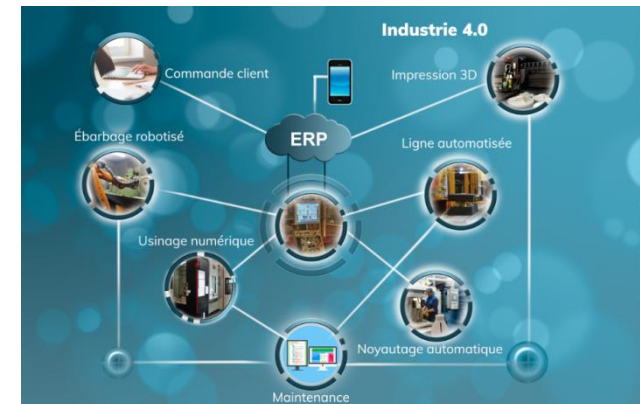 Industrie 4.0
Commande client
Impression 3D
ERP
Ébarbage robotisé
Ligne automatisée
Usinage numérique
Noyautage automatique
Maintenance